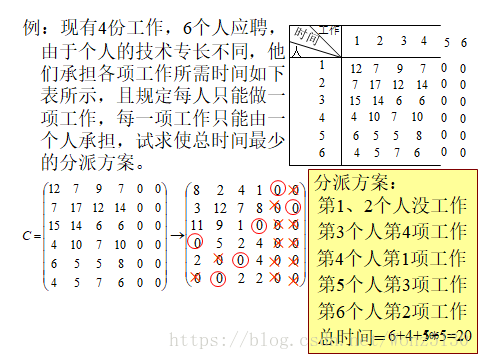 例：现有4份工作，6个人应聘，
由于个人的技术专长不同，他
们承担各项工作所需时间如下
表所示，且规定每人只能做一
项工作，每一项工作只能由一
个人承担，试求使总时间最少
的分派方案。
时间 工作 1 2 3 4 5 6
人
1 12 7 9 7 0 0
2 7 17 12 14 0 0
3 15 14 6 6 0 0
4 4 10 7 10 0 0
5 6 5 5 8 0 0
6 4 5 7 6 0 0
C= → 
12 7 9 7 0 0
7 17 12 14 0 0
15 14 6 6 0 0
4 10 7 10 0 0
6 5 5 8 0 0
4 5 7 6 0 0
8 2 4 1 0 0
3 12 7 8 0 0
11 9 1 0 0 0
0 5 2 4 0 0
2 0 0 4 0 0
0 0 2 2 0 0
分派方案：
第1、2个人没工作
第3个人第4项工作
第4个人第1项工作
第5个人第3项工作
第6个人第2项工作
总时间=6+4+5+5=20
https://blog.cs